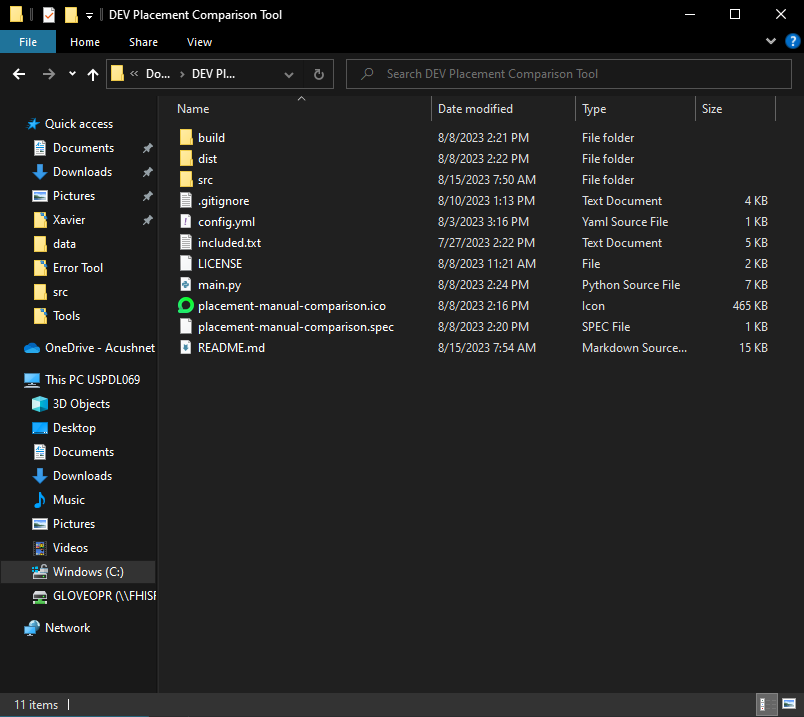 DEV Placement Comparison Tool
File Home Share View
« Do... › DEV Pl... Search DEV Placement Comparison Tool
Name Date modified Type Size
Quick access
Documents
Downloads
Pictures
Xavier
data
Error Tool
src
Tools
OneDrive - Acushnet
This PC USPDL069
3D Objects
Desktop
Documents
Downloads
Music
Pictures
Videos
Windows (C:)
GLOVEOPR (\\FHISF
Network
build 8/8/2023 2:21 PM File folder
dist 8/8/2023 2:22 PM File folder
src 8/15/2023 7:50 AM File folder
.gitignore 8/10/2023 1:13 PM Text Document 4 KB
config.yml 8/3/2023 3:16 PM Yaml Source File 1 KB
included.txt 7/27/2023 2:22 PM Text Document 5 KB
LICENSE 8/8/2023 11:21 AM File 2 KB
main.py 8/8/2023 2:24 PM Python Source File 7 KB
placement-manual-comparison.ico 8/8/2023 2:16 PM Icon 465 KB
placement-manual-comparison.spec 8/8/2023 2:20 PM SPEC File 1 KB
README.md 8/15/2023 7:54 AM Markdown Source... 15 KB
11 items